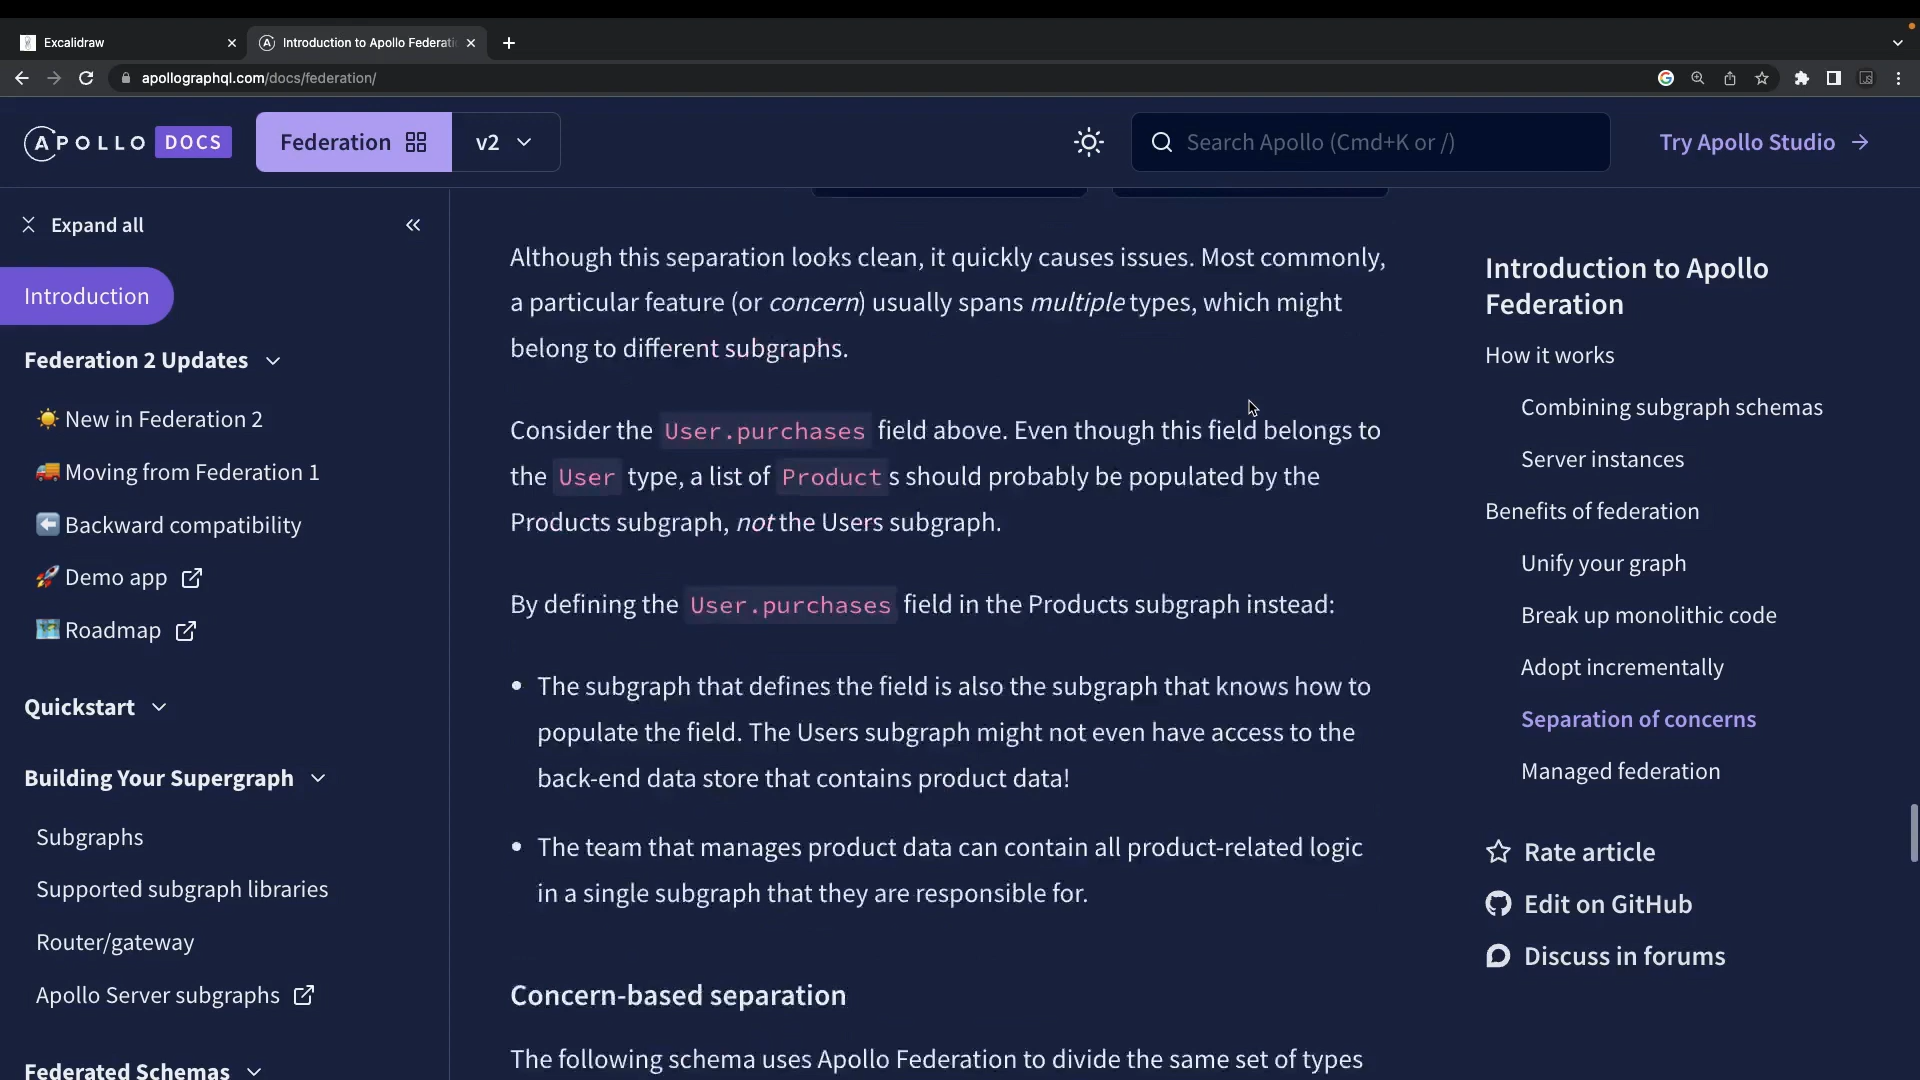 Excalidraw
Introduction to Apollo Federati
apollographql.com/docs/federation/
APOLLO DOCS
Federation
v2
Search Apollo (Cmd+K or /)
Try Apollo Studio
Expand all
Introduction
Federation 2 Updates
New in Federation 2
Moving from Federation 1
Backward compatibility
Demo app
Roadmap
Quickstart
Building Your Supergraph
Subgraphs
Supported subgraph libraries
Router/gateway
Apollo Server subgraphs
Federated Schemas
Although this separation looks clean, it quickly causes issues. Most commonly,
a particular feature (or concern) usually spans multiple types, which might
belong to different subgraphs.
Consider the User.purchases field above. Even though this field belongs to
the User type, a list of Product s should probably be populated by the
Products subgraph, not the Users subgraph.
By defining the User.purchases field in the Products subgraph instead:
• The subgraph that defines the field is also the subgraph that knows how to
populate the field. The Users subgraph might not even have access to the
back-end data store that contains product data!
• The team that manages product data can contain all product-related logic
in a single subgraph that they are responsible for.
Concern-based separation
The following schema uses Apollo Federation to divide the same set of types
Introduction to Apollo
Federation
How it works
Combining subgraph schemas
Server instances
Benefits of federation
Unify your graph
Break up monolithic code
Adopt incrementally
Separation of concerns
Managed federation
Rate article
Edit on GitHub
Discuss in forums